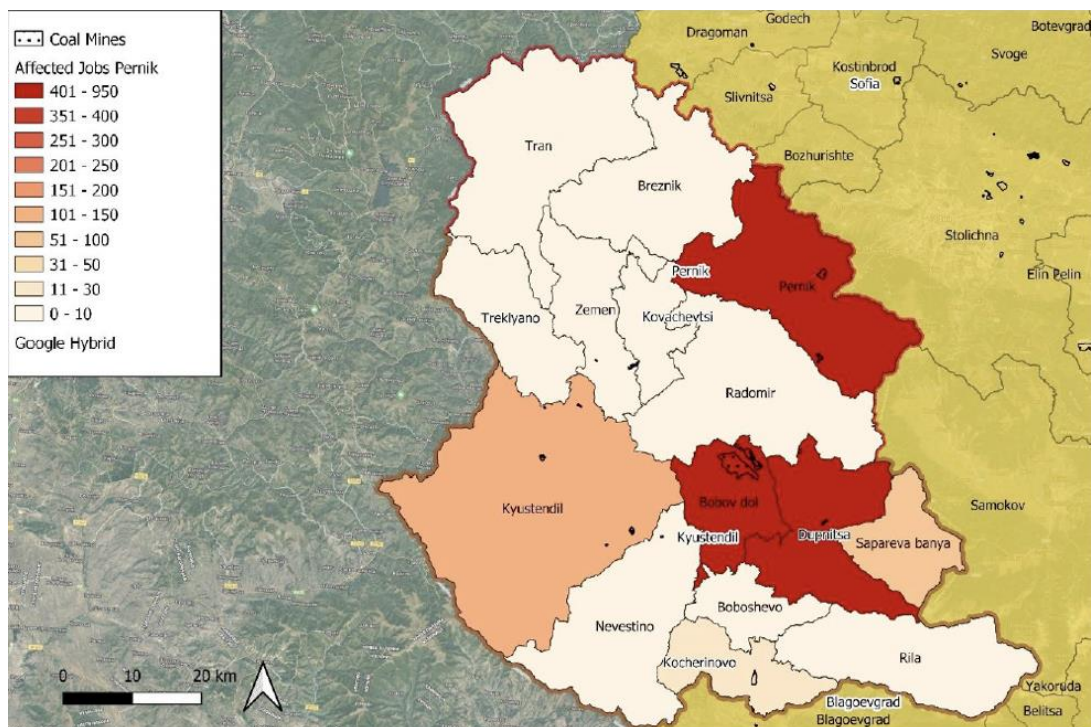 Coal Mines
Affected Jobs Pernik
401 - 950
351 - 400
251 - 300
201 - 250
151 - 200
101 - 150
51 - 100
31 - 50
11 - 30
0 - 10
Google Hybrid
Godech
Botevgrad
Dragoman
Svoge
Kostinbrod
Sofia
Slivnitsa
Bozhurishte
Tran
Breznik
Stolichna
Elin Pelin
Pernik
Pernik
Treklyano
Zemen
Kovachevtsi
Radomir
Kyustendil
Bobov dol
Samokov
Kyustendil
Dupnitsa
Sapareva banya
Boboshevo
Nevestino
Kocherinovo
Rila
Blagoevgrad
Blagoevgrad
Yakoruda
Belitsa
0 10 20 km